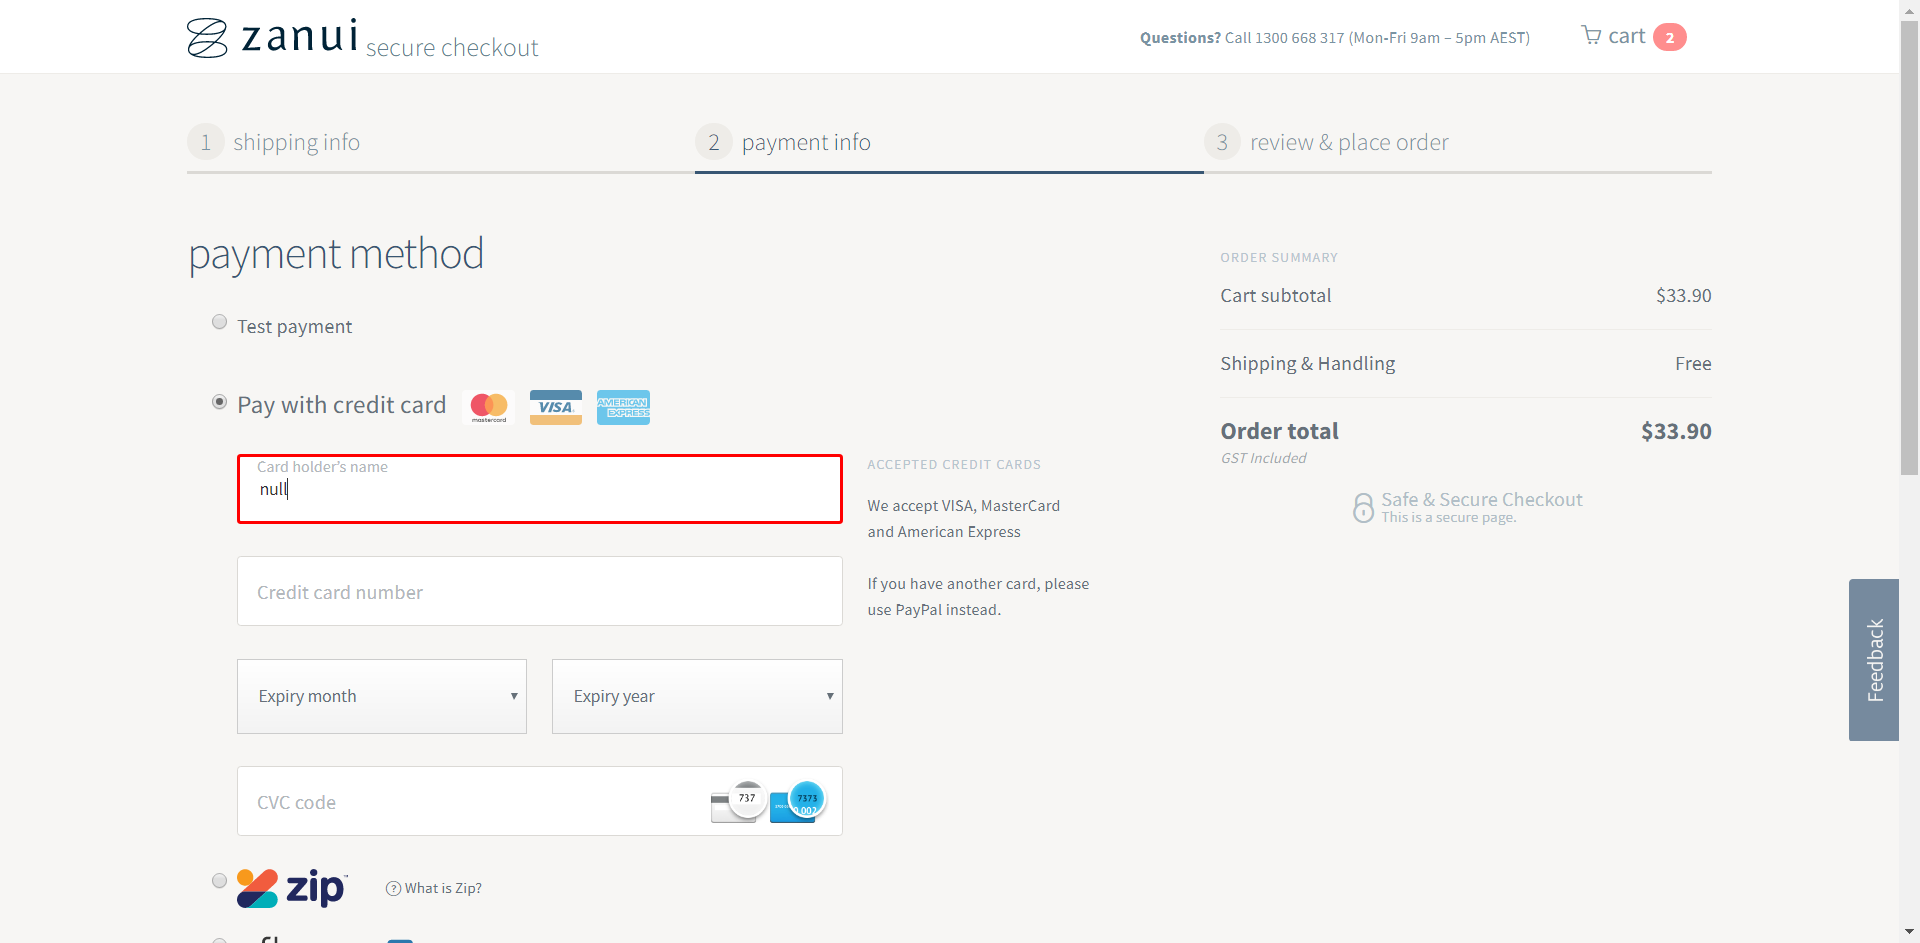 zanui secure checkout
Questions? Call 1300 668 317 (Mon-Fri 9am – 5pm AEST)
cart 2
1 shipping info
2 payment info
3 review & place order
payment method
Test payment
Pay with credit card
mastercard
VISA
AMERICAN EXPRESS
Card holder's name
null
Credit card number
Expiry month
Expiry year
CVC code
737
7373
zip
? What is Zip?
ACCEPTED CREDIT CARDS
We accept VISA, MasterCard
and American Express
If you have another card, please
use PayPal instead.
ORDER SUMMARY
Cart subtotal $33.90
Shipping & Handling Free
Order total $33.90
GST Included
Safe & Secure Checkout
This is a secure page.
Feedback